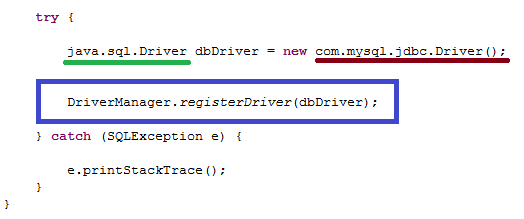 try {
java.sql.Driver dbDriver = new com.mysql.jdbc.Driver();
DriverManager.registerDriver(dbDriver);
} catch (SQLException e) {
e.printStackTrace();
}
}